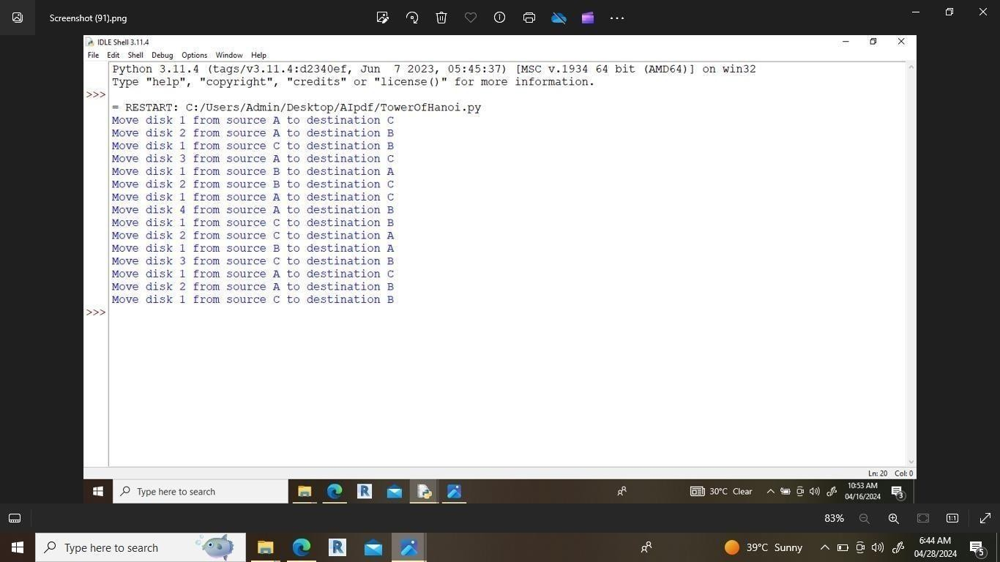 Screenshot (91).png
IDLE Shell 3.11.4
File Edit Shell Debug Options Window Help
Python 3.11.4 (tags/v3.11.4:d2340ef, Jun  7 2023, 05:45:37) [MSC v.1934 64 bit (AMD64)] on win32
Type "help", "copyright", "credits" or "license()" for more information.
>>>
= RESTART: C:/Users/Admin/Desktop/AIpdf/TowerOfHanoi.py
Move disk 1 from source A to destination C
Move disk 2 from source A to destination B
Move disk 1 from source C to destination B
Move disk 3 from source A to destination C
Move disk 1 from source B to destination A
Move disk 2 from source B to destination C
Move disk 1 from source A to destination C
Move disk 4 from source A to destination B
Move disk 1 from source C to destination B
Move disk 2 from source C to destination A
Move disk 1 from source B to destination A
Move disk 3 from source C to destination B
Move disk 1 from source A to destination C
Move disk 2 from source A to destination B
Move disk 1 from source C to destination B
>>>
Ln: 20 Col: 0
Type here to search
R
30°C Clear
10:53 AM
04/16/2024
3
83%
1:1
Type here to search
R
39°C Sunny
6:44 AM
04/28/2024
5